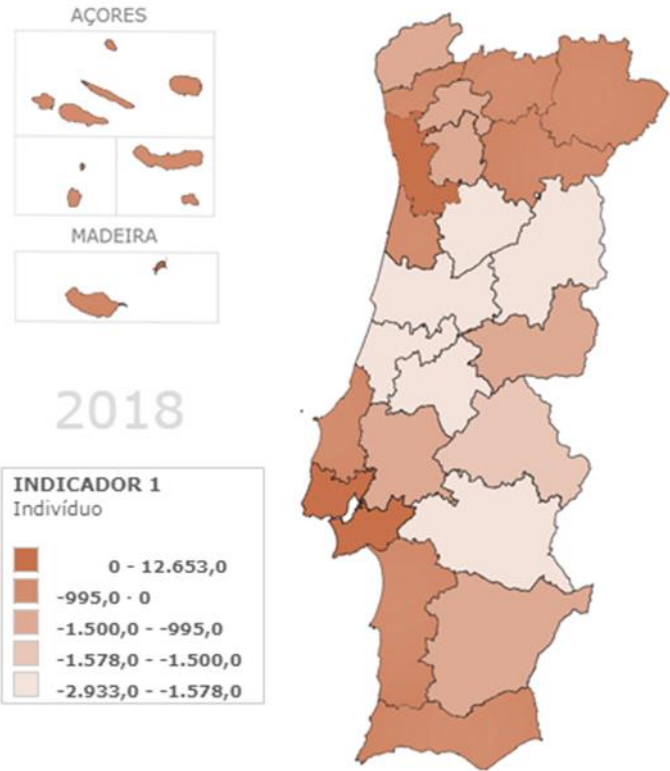 AÇORES
MADEIRA
2018
INDICADOR 1
Indivíduo
0 - 12.653,0
-995,0 · 0
-1.500,0 - -995,0
-1.578,0 - -1.500,0
-2.933,0 - -1.578,0